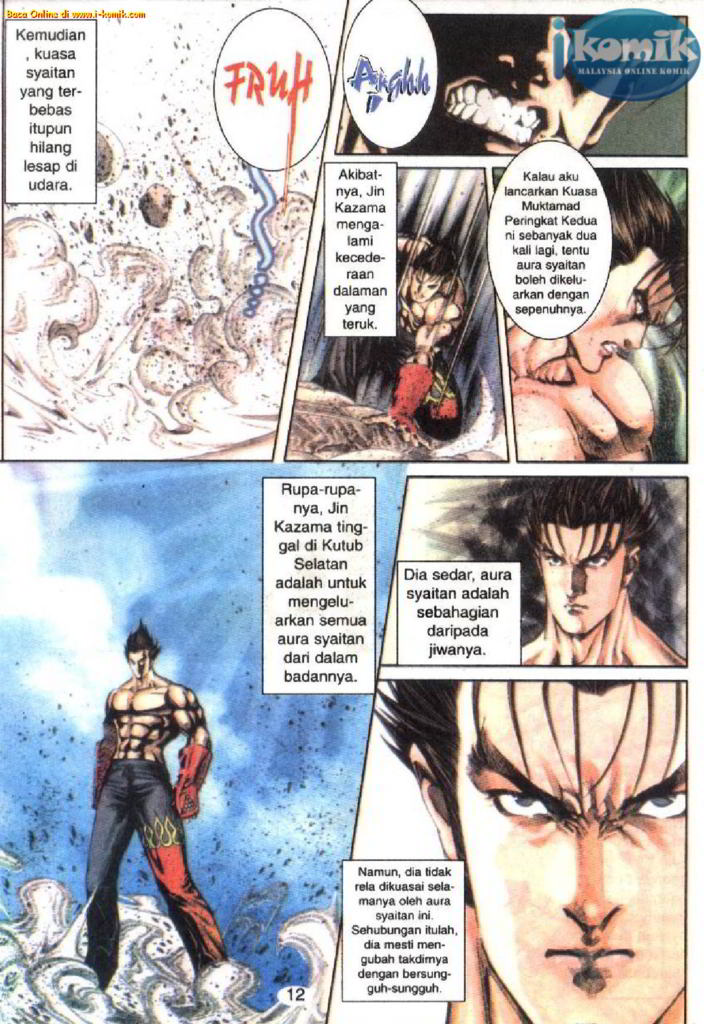 Baca Online di www.i-komik.com
Kemudian
, kuasa
syaitan
yang ter-
bebas
itupun
hilang
lesap di
udara.
FRUH
Arghh
ikomik
MALAYSIA ONLINE KOMIK
Akibat-
nya, Jin
Kazama
menga-
lami
kecede-
raan
dalaman
yang
teruk.
Kalau aku
lancarkan Kuasa
Muktamad
Peringkat Kedua
ni sebanyak dua
kali lagi, tentu
aura syaitan
boleh dikelu-
arkan dengan
sepenuhnya.
Rupa-rupa-
nya, Jin
Kazama ting-
gal di Kutub
Selatan
adalah untuk
mengelu-
arkan semua
aura syaitan
dari dalam
badannya.
Dia sedar, aura
syaitan adalah
sebahagian
daripada
jiwanya.
Namun, dia tidak
rela dikuasai sela-
manya oleh aura
syaitan ini.
Sehubungan itulah,
dia mesti men-
gubah takdirnya
dengan bersung-
guh-sungguh.
12